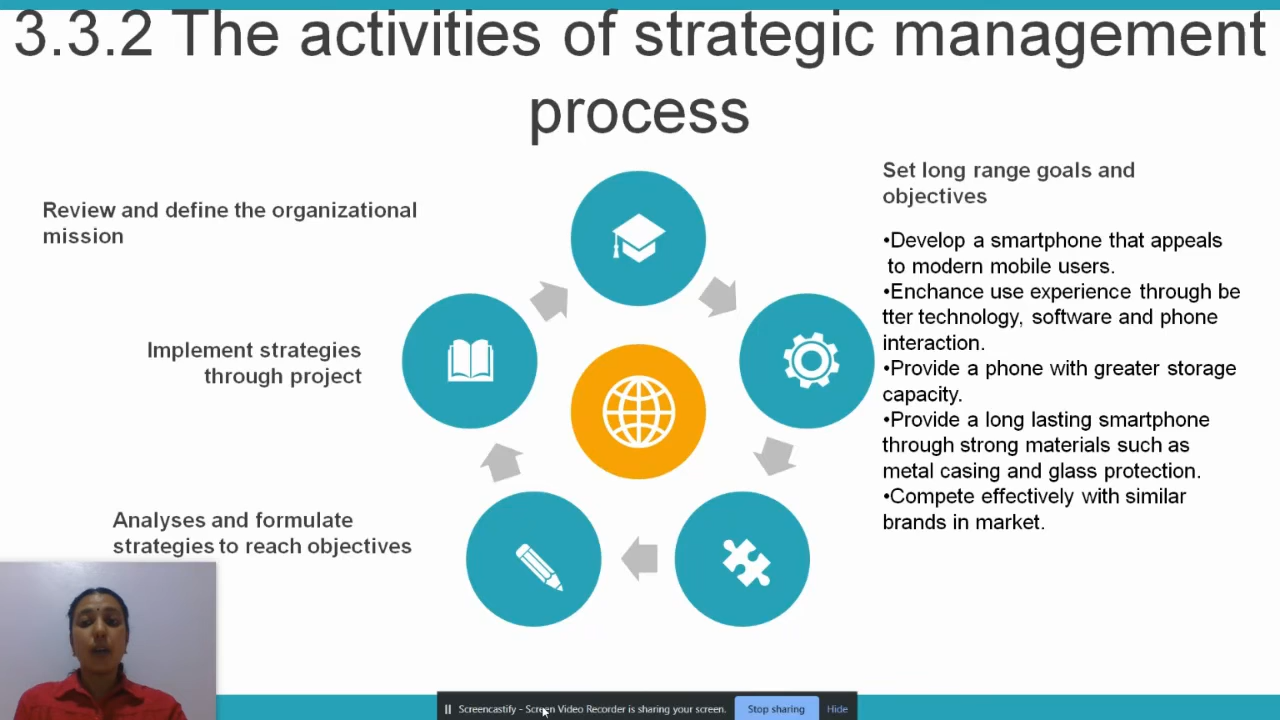 3.3.2 The activities of strategic management
process
Review and define the organizational
mission
Implement strategies
through project
Analyses and formulate
strategies to reach objectives
Set long range goals and
objectives
•Develop a smartphone that appeals
to modern mobile users.
•Enchance use experience through be
tter technology, software and phone
interaction.
•Provide a phone with greater storage
capacity.
•Provide a long lasting smartphone
through strong materials such as
metal casing and glass protection.
•Compete effectively with similar
brands in market.
Screencastify - Screen Video Recorder is sharing your screen.
Stop sharing
Hide